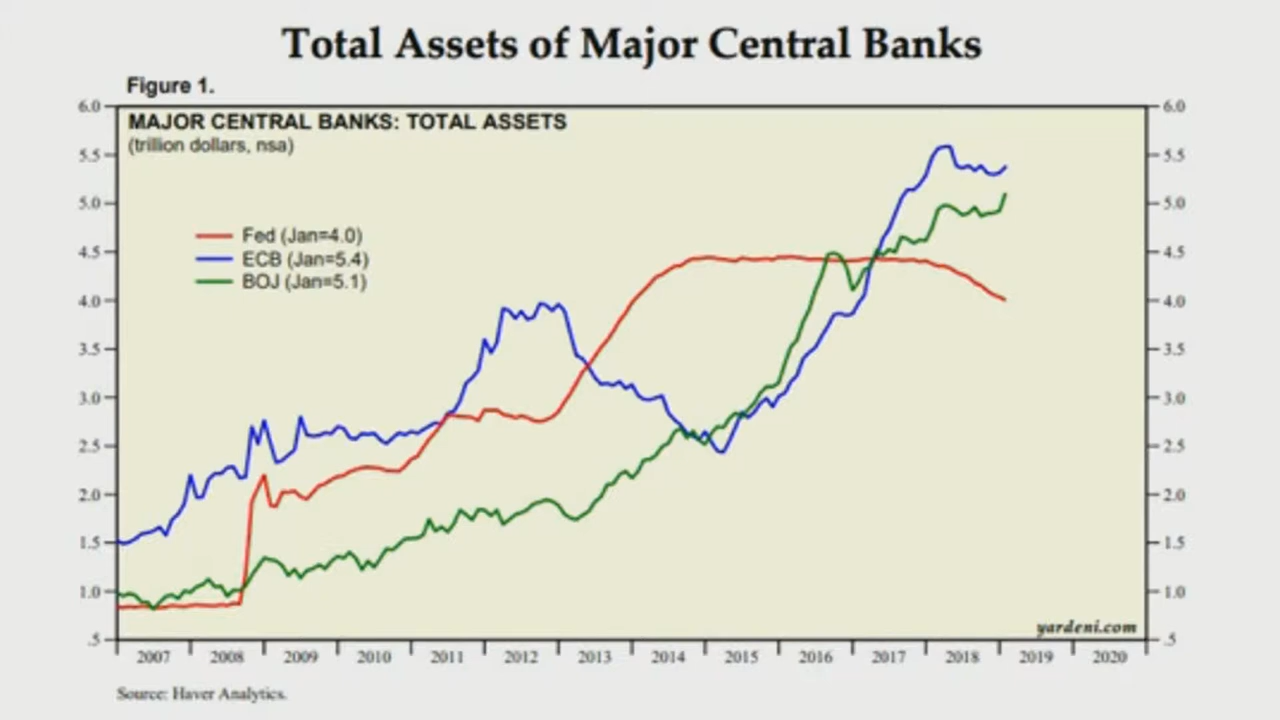 Total Assets of Major Central Banks
Figure 1.
MAJOR CENTRAL BANKS: TOTAL ASSETS
(trillion dollars, nsa)
Fed (Jan=4.0)
ECB (Jan=5.4)
BOJ (Jan=5.1)
6.0 6.0
5.5 5.5
5.0 5.0
4.5 4.5
4.0 4.0
3.5 3.5
3.0 3.0
2.5 2.5
2.0 2.0
1.5 1.5
1.0 1.0
.5 .5
yardeni.com
2007 2008 2009 2010 2011 2012 2013 2014 2015 2016 2017 2018 2019 2020
Source: Haver Analytics.